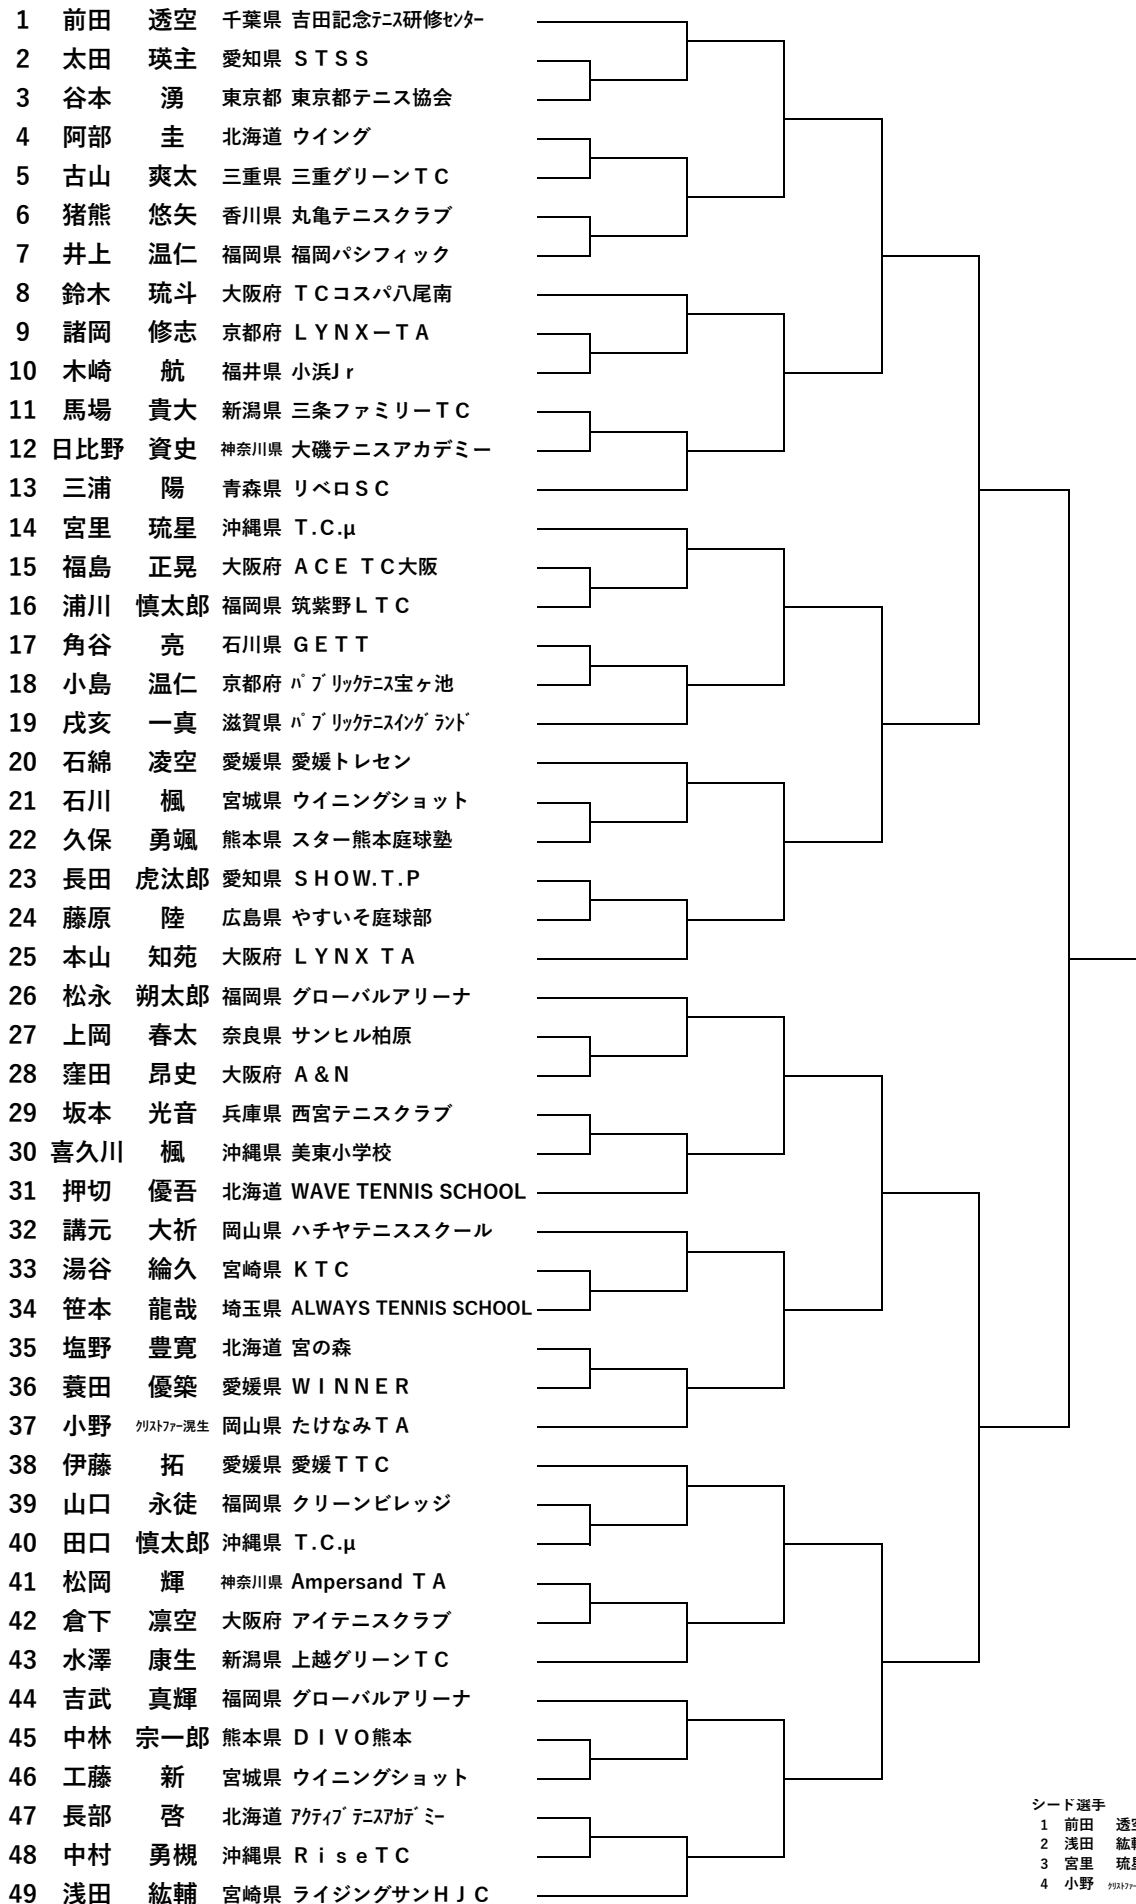 1 前田 透空 千葉県 吉田記念ﾃﾆｽ研修ｾﾝﾀｰ
2 太田 瑛主 愛知県 ＳＴＳＳ
3 谷本 湧 東京都 東京都テニス協会
4 阿部 圭 北海道 ウイング
5 古山 爽太 三重県 三重グリーンＴＣ
6 猪熊 悠矢 香川県 丸亀テニスクラブ
7 井上 温仁 福岡県 福岡パシフィック
8 鈴木 琉斗 大阪府 ＴＣコスパ八尾南
9 諸岡 修志 京都府 ＬＹＮＸーＴＡ
10 木崎 航 福井県 小浜Jｒ
11 馬場 貴大 新潟県 三条ファミリーＴＣ
12 日比野 資史 神奈川県 大磯テニスアカデミー
13 三浦 陽 青森県 リベロＳＣ
14 宮里 琉星 沖縄県 Ｔ.Ｃ.μ
15 福島 正晃 大阪府 ＡＣＥ ＴＣ大阪
16 浦川 慎太郎 福岡県 筑紫野ＬＴＣ
17 角谷 亮 石川県 ＧＥＴＴ
18 小島 温仁 京都府 ﾊﾟﾌﾞﾘｯｸﾃﾆｽ宝ヶ池
19 戌亥 一真 滋賀県 ﾊﾟﾌﾞﾘｯｸﾃﾆｽｲﾝｸﾞﾗﾝﾄﾞ
20 石綿 凌空 愛媛県 愛媛トレセン
21 石川 楓 宮城県 ウイニングショット
22 久保 勇颯 熊本県 スター熊本庭球塾
23 長田 虎汰郎 愛知県 ＳＨＯＷ.Ｔ.Ｐ
24 藤原 陸 広島県 やすいそ庭球部
25 本山 知苑 大阪府 ＬＹＮＸ ＴＡ
26 松永 朔太郎 福岡県 グローバルアリーナ
27 上岡 春太 奈良県 サンヒル柏原
28 窪田 昂史 大阪府 Ａ＆Ｎ
29 坂本 光音 兵庫県 西宮テニスクラブ
30 喜久川 楓 沖縄県 美東小学校
31 押切 優吾 北海道 WAVE TENNIS SCHOOL
32 講元 大祈 岡山県 ハチヤテニススクール
33 湯谷 綸久 宮崎県 ＫＴＣ
34 笹本 龍哉 埼玉県 ALWAYS TENNIS SCHOOL
35 塩野 豊寛 北海道 宮の森
36 蓑田 優築 愛媛県 ＷＩＮＮＥＲ
37 小野 ｸﾘｽﾄﾌｧｰ滉生 岡山県 たけなみＴＡ
38 伊藤 拓 愛媛県 愛媛ＴＴＣ
39 山口 永徒 福岡県 クリーンビレッジ
40 田口 慎太郎 沖縄県 Ｔ.Ｃ.μ
41 松岡 輝 神奈川県 Ampersand ＴＡ
42 倉下 凛空 大阪府 アイテニスクラブ
43 水澤 康生 新潟県 上越グリーンＴＣ
44 吉武 真輝 福岡県 グローバルアリーナ
45 中林 宗一郎 熊本県 ＤＩＶＯ熊本
46 工藤 新 宮城県 ウイニングショット
47 長部 啓 北海道 ｱｸﾃｨﾌﾞﾃﾆｽｱｶﾃﾞﾐｰ
48 中村 勇槻 沖縄県 ＲｉｓｅＴＣ
49 浅田 紘輔 宮崎県 ライジングサンＨＪＣ
シード選手
1 前田 透空
2 浅田 紘輔
3 宮里 琉星
4 小野 ｸﾘｽﾄﾌｧｰ